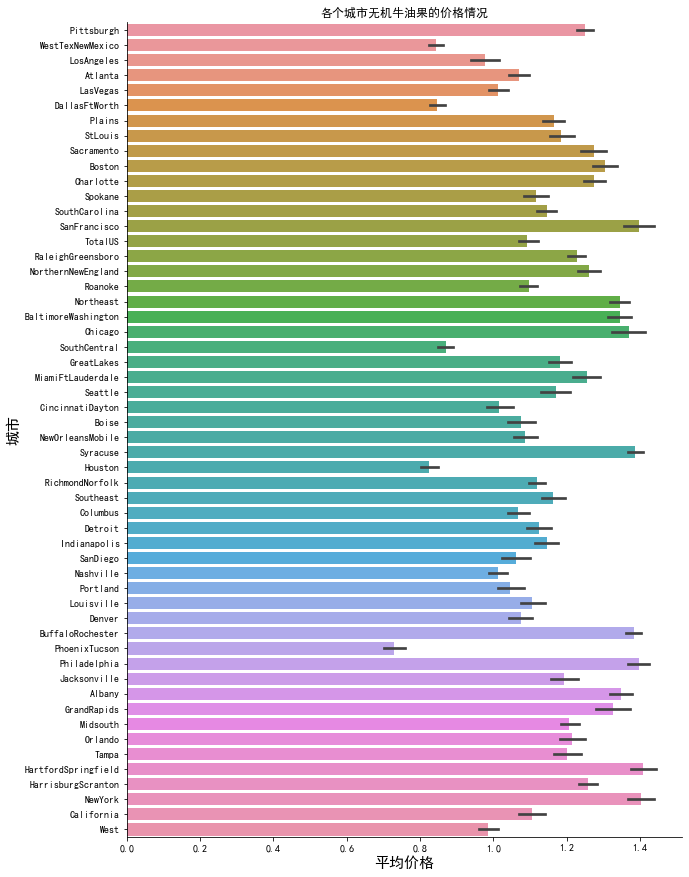 各个城市无机牛油果的价格情况
Pittsburgh
WestTexNewMexico
LosAngeles
Atlanta
LasVegas
DallasFtWorth
Plains
StLouis
Sacramento
Boston
Charlotte
Spokane
SouthCarolina
SanFrancisco
TotalUS
RaleighGreensboro
NorthernNewEngland
Roanoke
Northeast
BaltimoreWashington
Chicago
SouthCentral
GreatLakes
MiamiFtLauderdale
Seattle
CincinnatiDayton
Boise
NewOrleansMobile
Syracuse
Houston
RichmondNorfolk
Southeast
Columbus
Detroit
Indianapolis
SanDiego
Nashville
Portland
Louisville
Denver
BuffaloRochester
PhoenixTucson
Philadelphia
Jacksonville
Albany
GrandRapids
Midsouth
Orlando
Tampa
HartfordSpringfield
HarrisburgScranton
NewYork
California
West
城市
0.0 0.2 0.4 0.6 0.8 1.0 1.2 1.4
平均价格